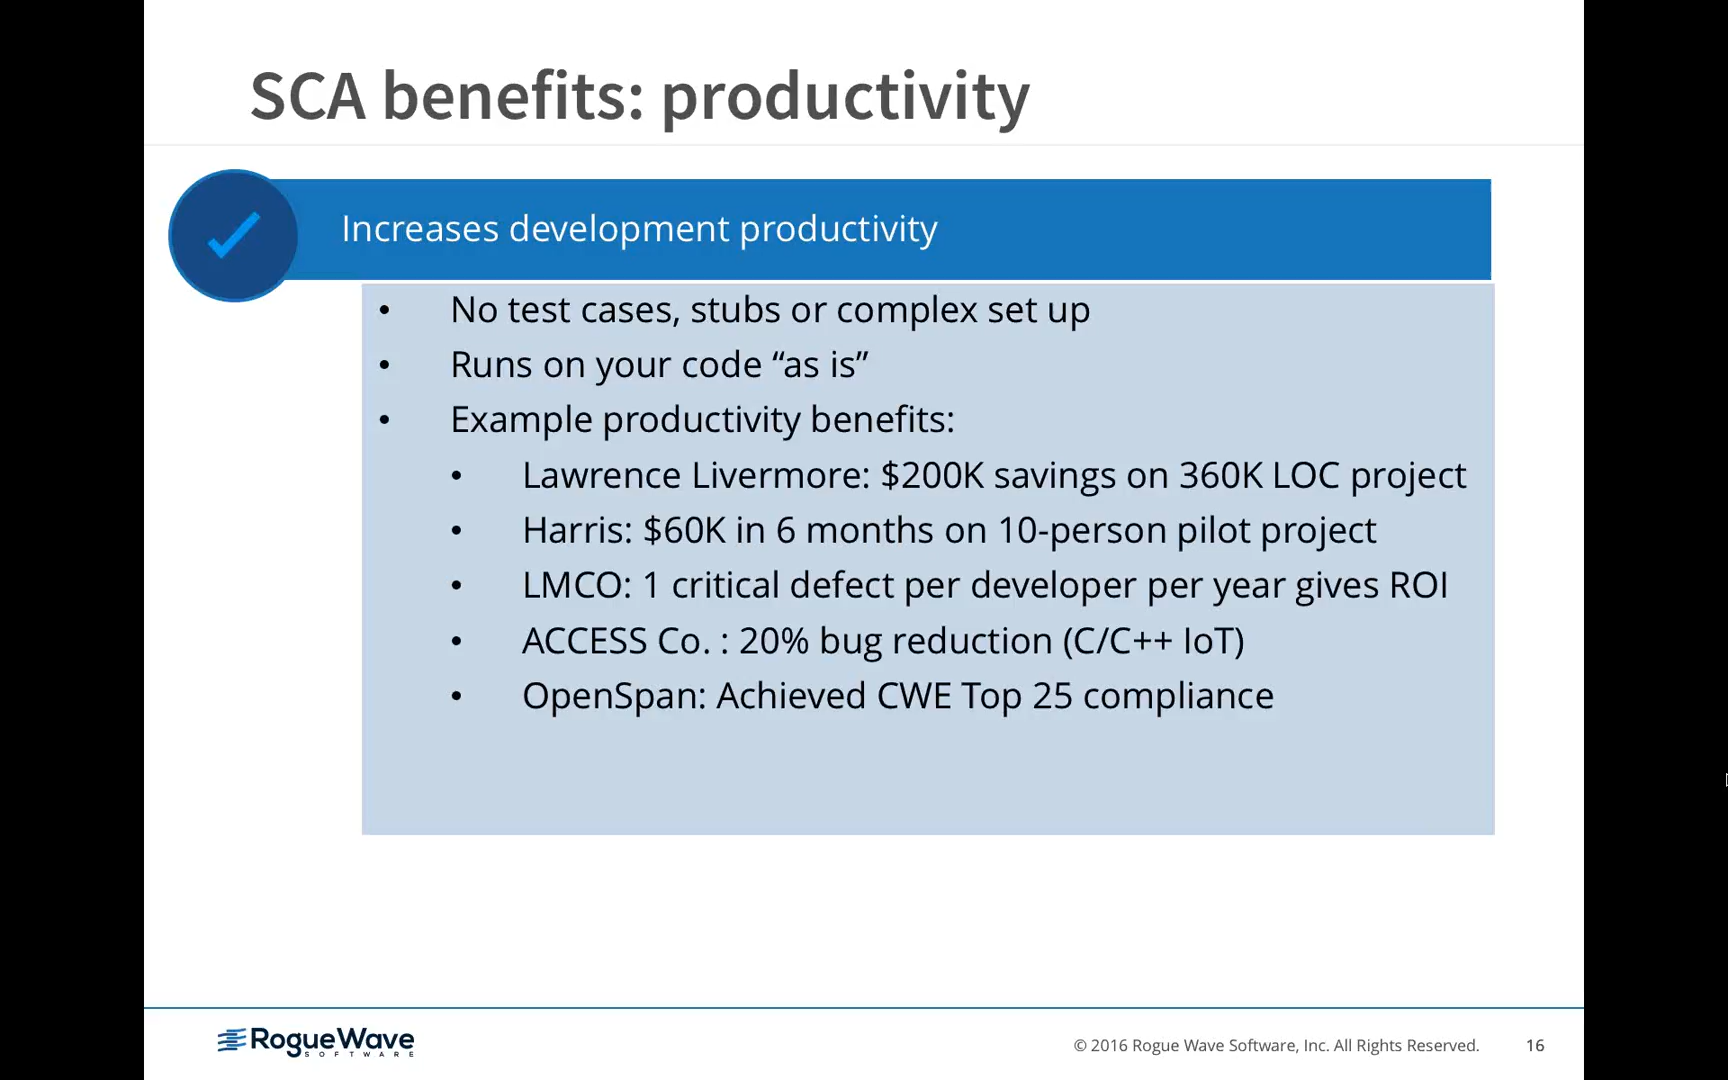 SCA benefits: productivity
Increases development productivity
• No test cases, stubs or complex set up
• Runs on your code “as is”
• Example productivity benefits:
• Lawrence Livermore: $200K savings on 360K LOC project
• Harris: $60K in 6 months on 10-person pilot project
• LMCO: 1 critical defect per developer per year gives ROI
• ACCESS Co. : 20% bug reduction (C/C++ IoT)
• OpenSpan: Achieved CWE Top 25 compliance
RogueWave
SOFTWARE
© 2016 Rogue Wave Software, Inc. All Rights Reserved. 16